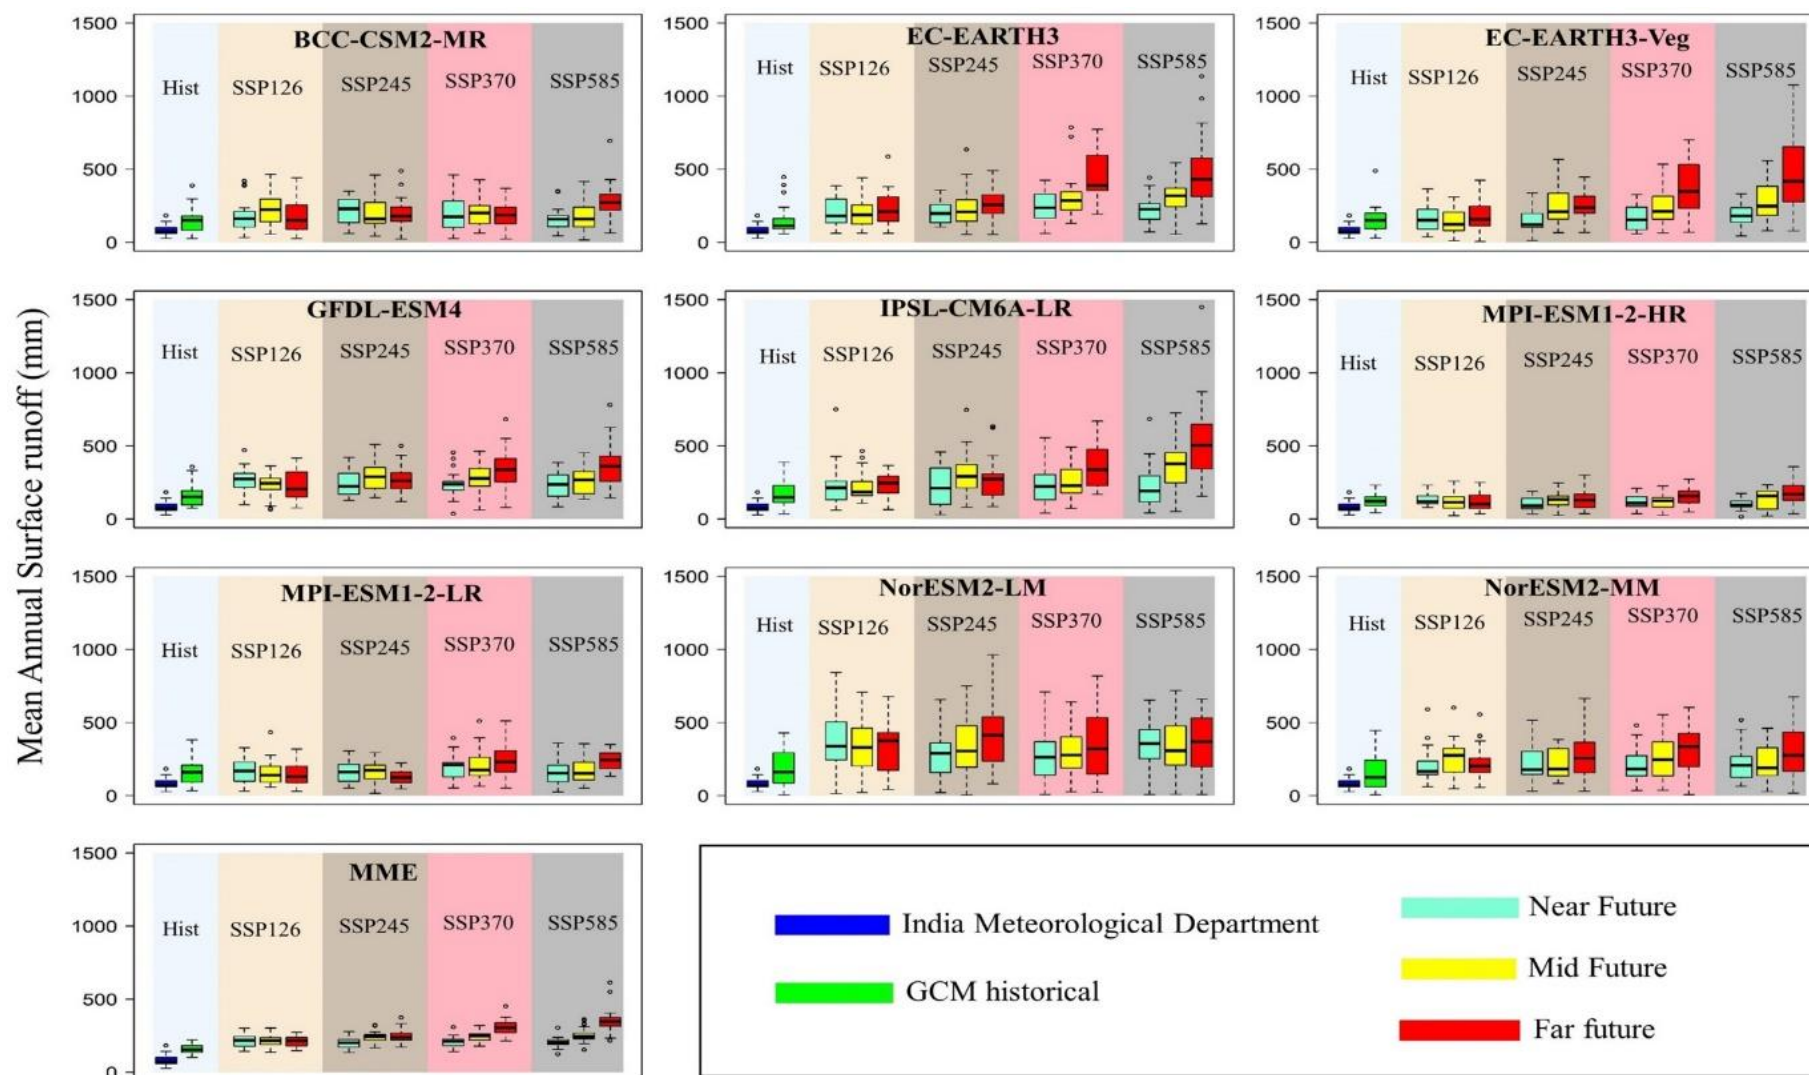 Mean Annual Surface runoff (mm)
1500
1000
500
0
BCC-CSM2-MR
Hist
SSP126
SSP245
SSP370
SSP585
1500
1000
500
0
EC-EARTH3
Hist
SSP126
SSP245
SSP370
SSP585
1500
1000
500
0
EC-EARTH3-Veg
Hist
SSP126
SSP245
SSP370
SSP585
1500
1000
500
0
GFDL-ESM4
Hist
SSP126
SSP245
SSP370
SSP585
1500
1000
500
0
IPSL-CM6A-LR
Hist
SSP126
SSP245
SSP370
SSP585
1500
1000
500
0
MPI-ESM1-2-HR
Hist
SSP126
SSP245
SSP370
SSP585
1500
1000
500
0
MPI-ESM1-2-LR
Hist
SSP126
SSP245
SSP370
SSP585
1500
1000
500
0
NorESM2-LM
Hist
SSP126
SSP245
SSP370
SSP585
1500
1000
500
0
NorESM2-MM
Hist
SSP126
SSP245
SSP370
SSP585
1500
1000
500
0
MME
Hist
SSP126
SSP245
SSP370
SSP585
India Meteorological Department
GCM historical
Near Future
Mid Future
Far future